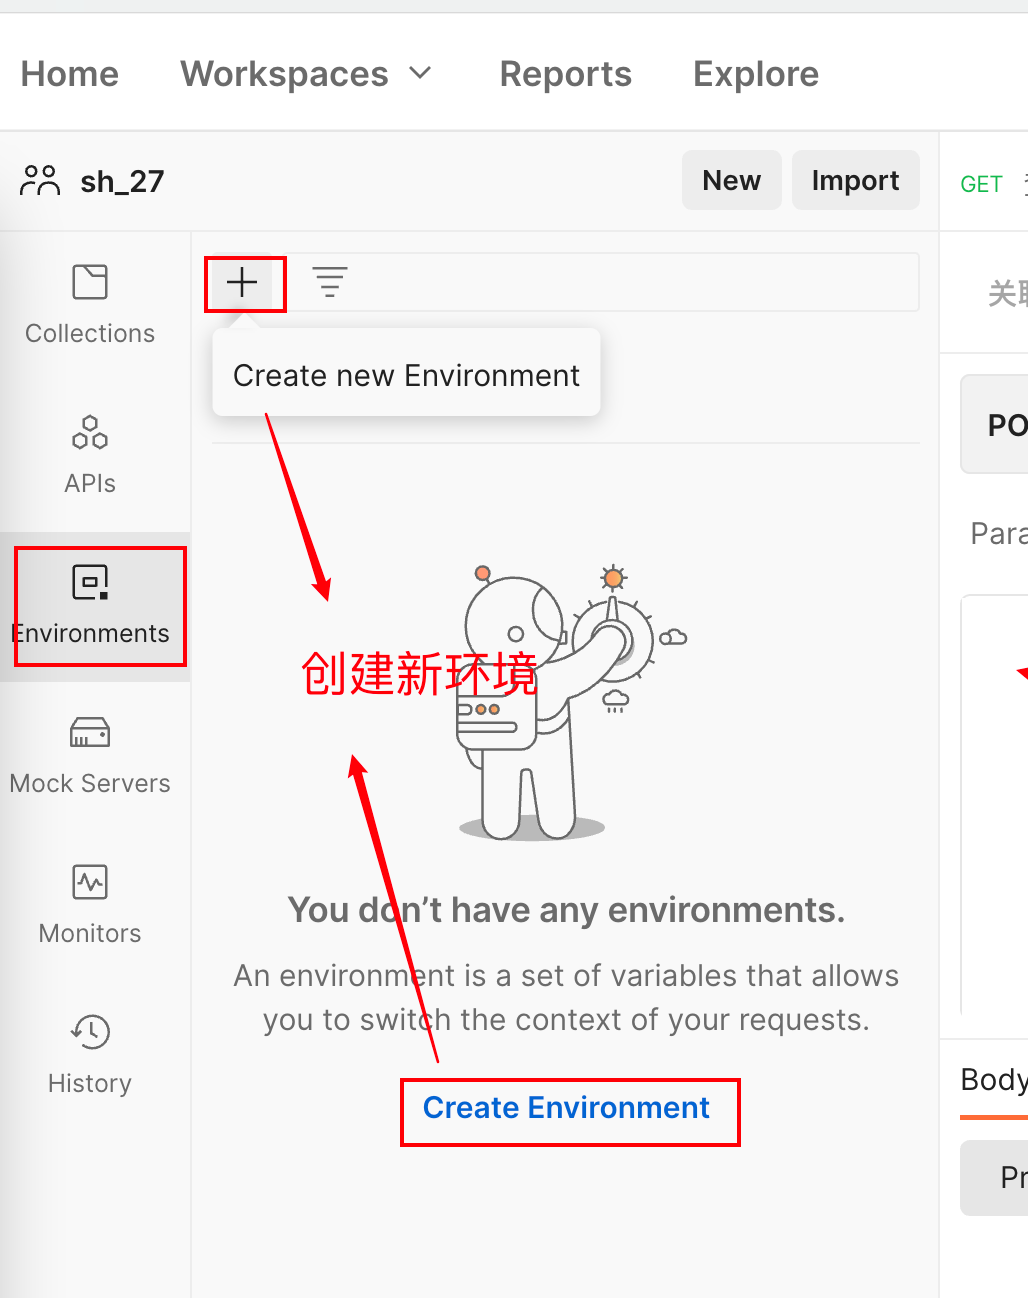 Home Workspaces Reports Explore
sh_27 New Import GET
Collections
Create new Environment
APIs
Environments
创建新环境
Mock Servers
Monitors
You don't have any environments.
An environment is a set of variables that allows
you to switch the context of your requests.
History
Create Environment
关
PO
Para
Body
Pr